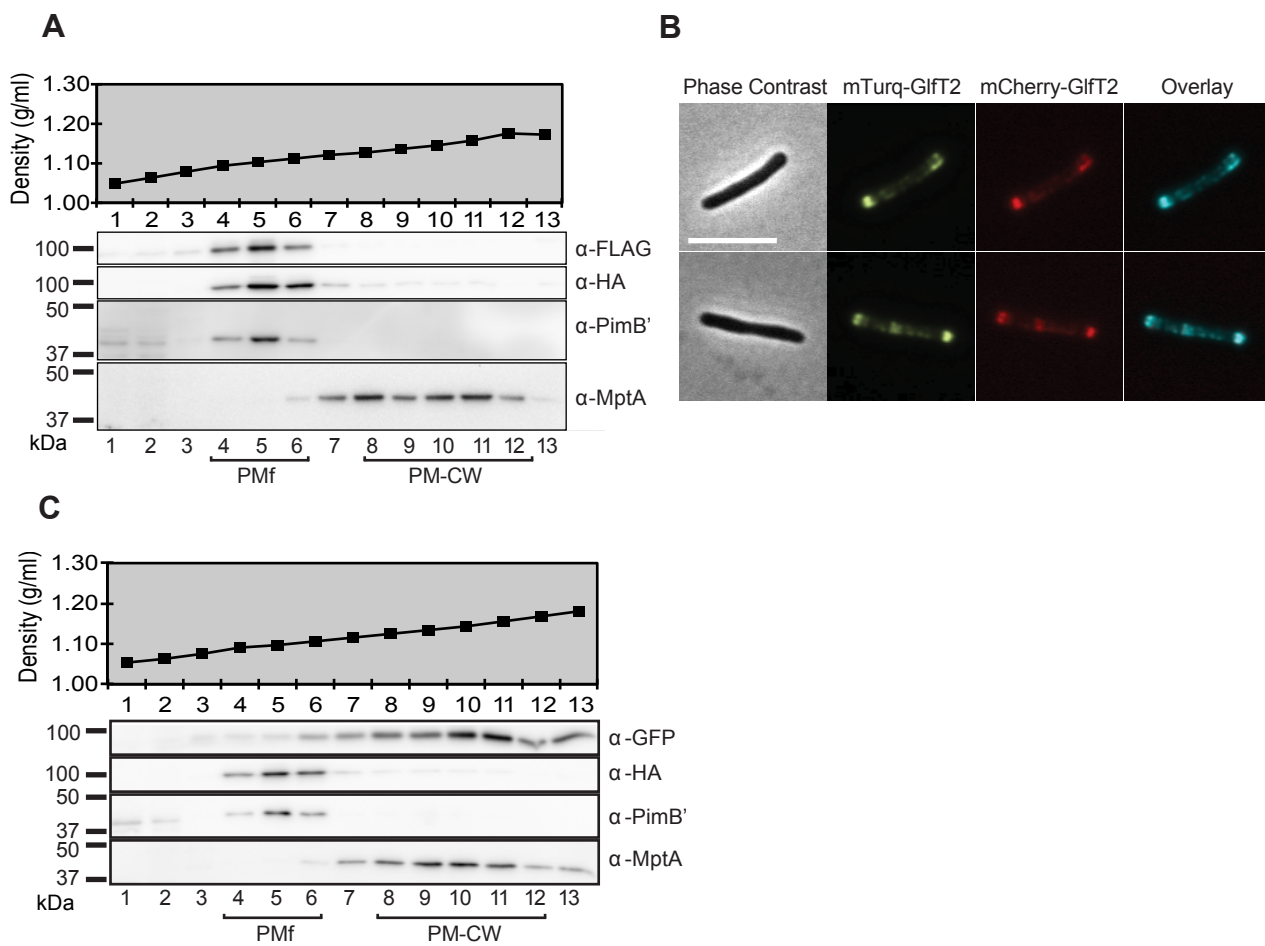 A
1.30
1.20
1.10
1.00
Density (g/ml)
1 2 3 4 5 6 7 8 9 10 11 12 13
100 α-FLAG
100 α-HA
50
α-PimB'
37
50
α-MptA
37
kDa 1 2 3 4 5 6 7 8 9 10 11 12 13
PMf PM-CW
B
Phase Contrast mTurq-GlfT2 mCherry-GlfT2 Overlay
C
1.30
1.20
1.10
1.00
Density (g/ml)
1 2 3 4 5 6 7 8 9 10 11 12 13
100 α-GFP
100 α-HA
50
α-PimB'
37
50
α-MptA
37
kDa 1 2 3 4 5 6 7 8 9 10 11 12 13
PMf PM-CW